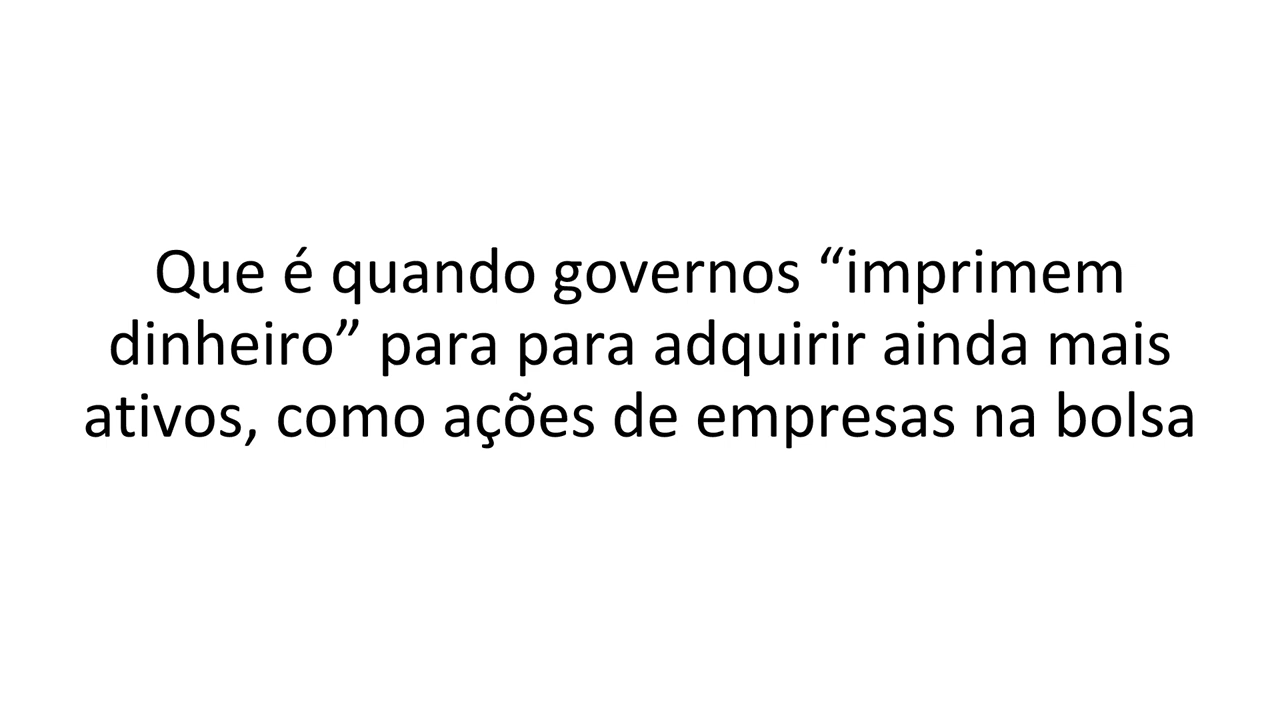 Que é quando governos “imprimem
dinheiro” para para adquirir ainda mais
ativos, como ações de empresas na bolsa